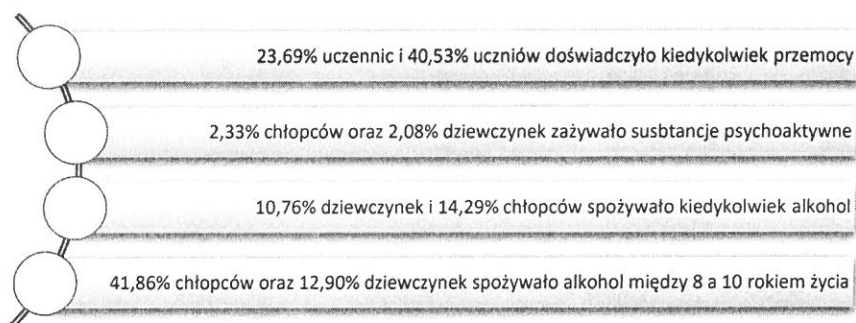 23,69% uczennic i 40,53% uczniów doświadczyło kiedykolwiek przemocy
2,33% chłopców oraz 2,08% dziewczynek zażywało susbtancje psychoaktywne
10,76% dziewczynek i 14,29% chłopców spożywało kiedykolwiek alkohol
41,86% chłopców oraz 12,90% dziewczynek spożywało alkohol między 8 a 10 rokiem życia